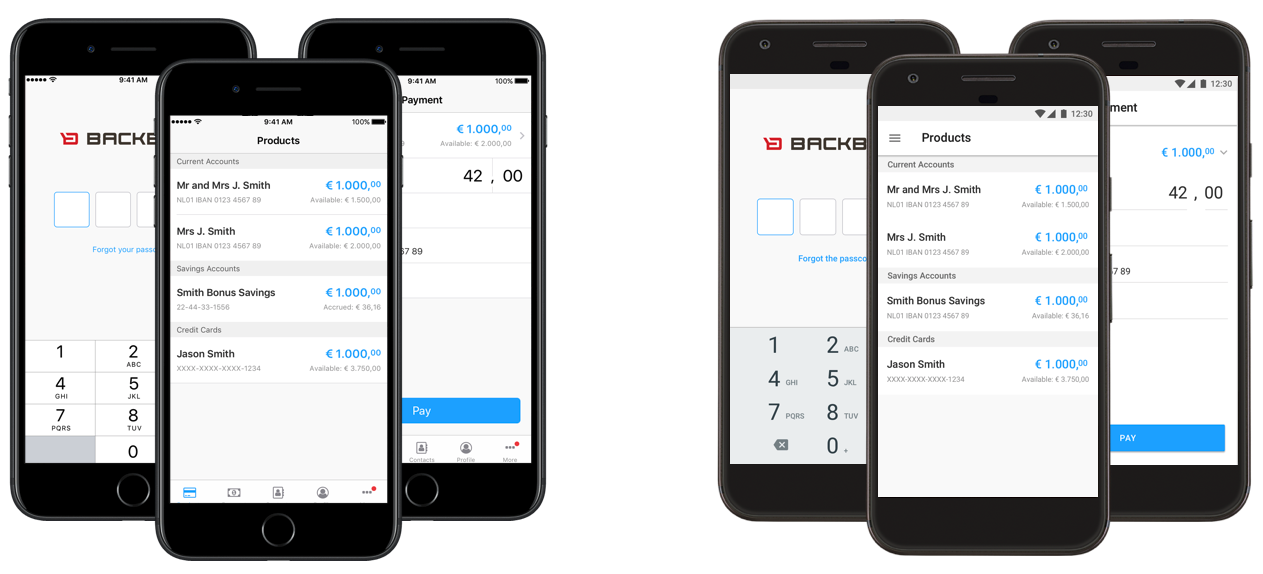 9:41 AM
BACKB
Forgot your passc
1
2
ABC
4
GHI
5
JKL
7
PQRS
8
TUV
0
9:41 AM 100%
Products
Current Accounts
Mr and Mrs J. Smith € 1.000,00
NL01 IBAN 0123 4567 89 Available: € 1.500,00
Mrs J. Smith € 1.000,00
NL01 IBAN 0123 4567 89 Available: € 2.000,00
Savings Accounts
Smith Bonus Savings € 1.000,00
22-44-33-1556 Accrued: € 36,16
Credit Cards
Jason Smith € 1.000,00
XXXX-XXXX-XXXX-1234 Available: € 3.750,00
9:41 AM 100%
Payment
€ 1.000,00
Available: € 2.000,00
42 , 00
67 89
Pay
Contacts Profile More
BACKB
Forgot the passco
1 2 ABC
4 GHI 5 JKL
7 PQRS 8 TUV
0 +
12:30
Products
Current Accounts
Mr and Mrs J. Smith € 1.000,00
NL01 IBAN 0123 4567 89 Available: € 1.500,00
Mrs J. Smith € 1.000,00
NL01 IBAN 0123 4567 89 Available: € 2.000,00
Savings Accounts
Smith Bonus Savings € 1.000,00
NL01 IBAN 0123 4567 89 Available: € 36,16
Credit Cards
Jason Smith € 1.000,00
XXXX-XXXX-XXXX-1234 Available: € 3.750,00
12:30
ment
€ 1.000,00
42 , 00
67 89
PAY